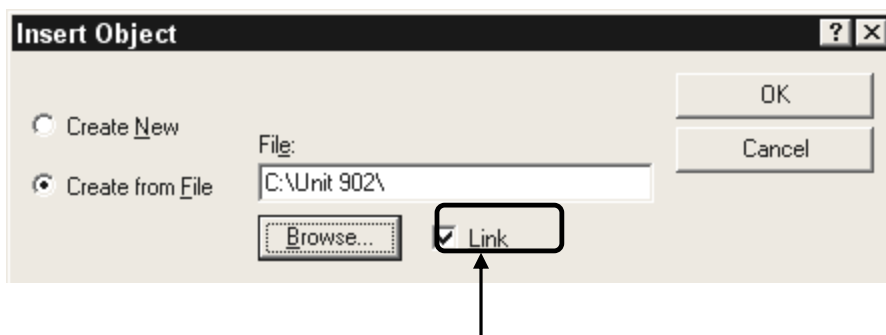 Insert Object
OK
Create New
File:
Cancel
Create from File
C:\Unit 902\
Browse...
Link